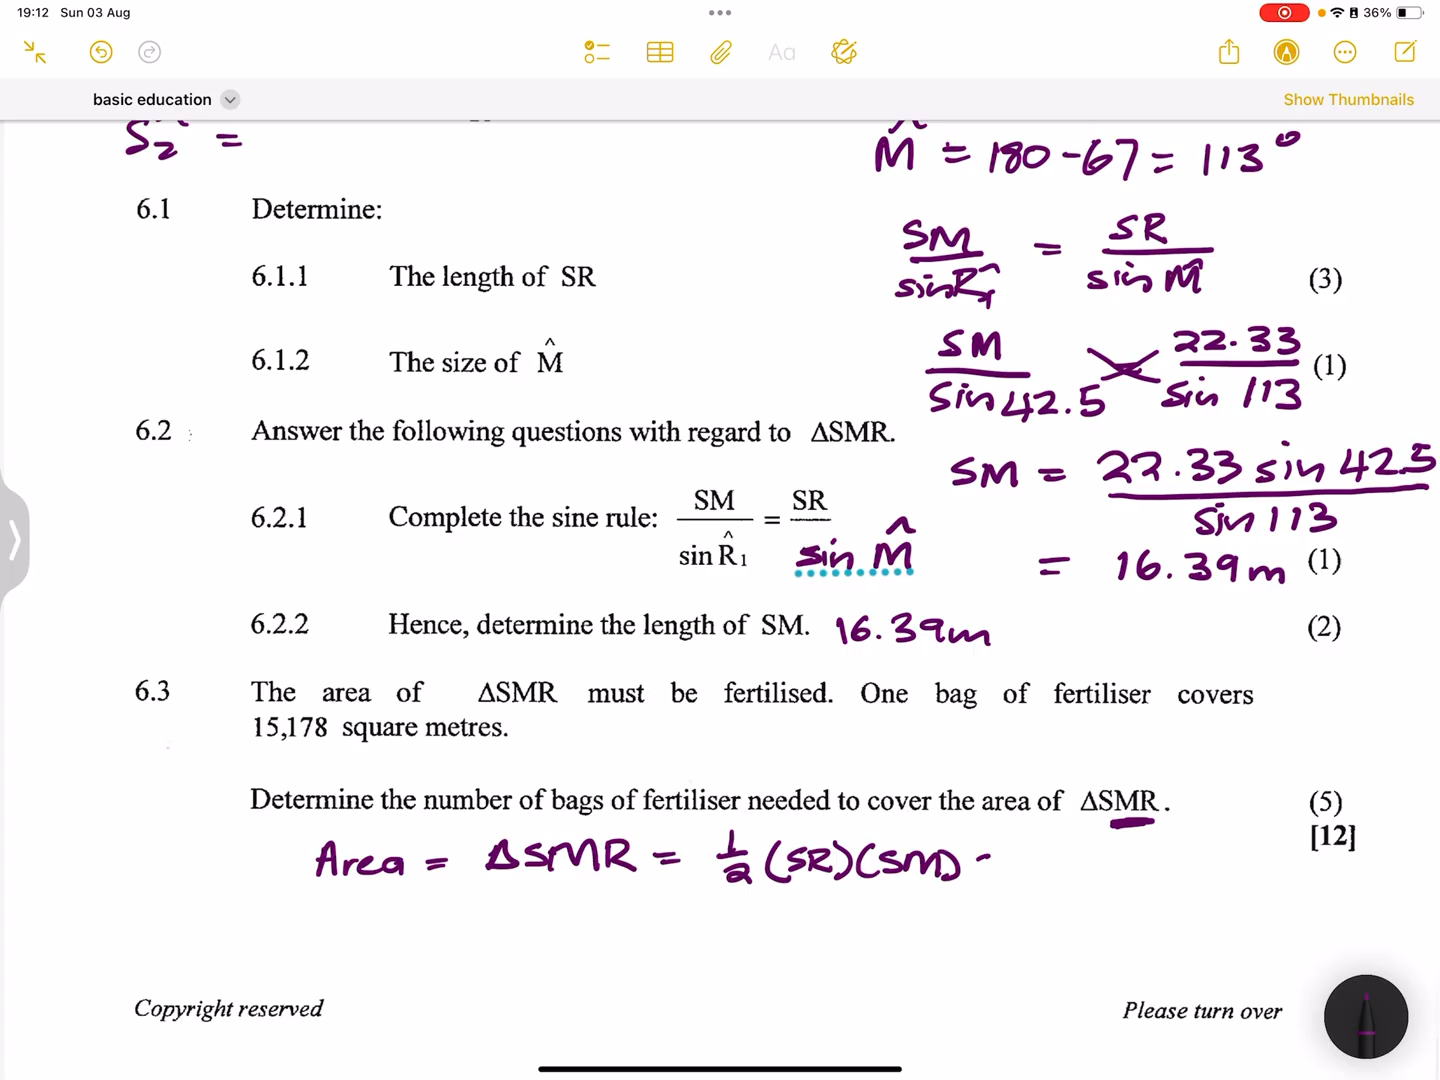 19:12 Sun 03 Aug
36%
Aa
basic education
Show Thumbnails
S₂ =
M̂ = 180 - 67 = 113°
6.1 Determine:
SM/sin R̂₁ = SR/sin M̂
6.1.1 The length of SR (3)
SM/sin 42.5 = 22.33/sin 113
6.1.2 The size of M̂ (1)
6.2 Answer the following questions with regard to ΔSMR.
SM = 22.33 sin 42.5/sin 113
6.2.1 Complete the sine rule: SM/sin R̂₁ = SR/sin M̂ (1)
= 16.39m
6.2.2 Hence, determine the length of SM. 16.39m (2)
6.3 The area of ΔSMR must be fertilised. One bag of fertiliser covers
15,178 square metres.
Determine the number of bags of fertiliser needed to cover the area of ΔSMR. (5)
[12]
Area = ΔSMR = ½ (SR)(SM) -
Copyright reserved
Please turn over